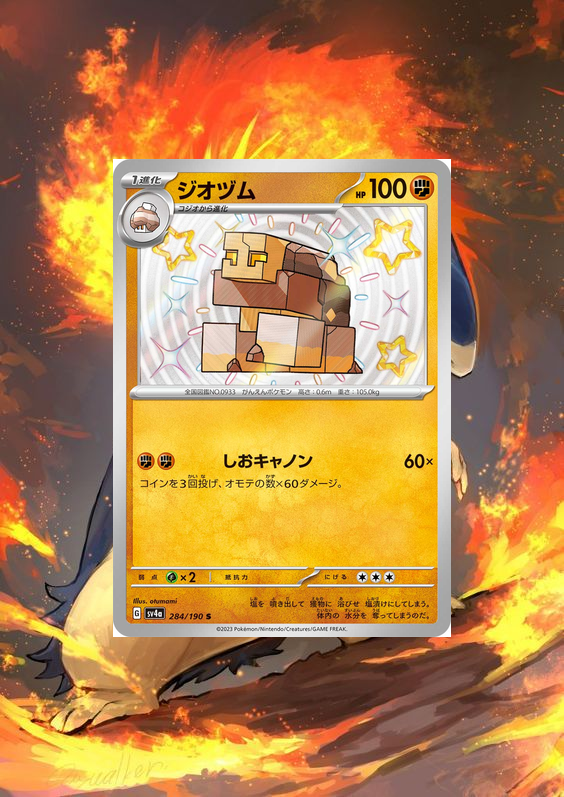 1進化
ジオヅム
HP 100
コジオから進化
全国図鑑NO.0933 がんえんポケモン 高さ:0.6m 重さ:105.0kg
しおキャノン 60×
コインを3回投げ、オモテの数×60ダメージ。
弱点 ×2 抵抗力 にげる
Illus. otumami
G sv4a 284/190 S
塩を 噴き出して 獲物に 浴びせ 塩漬けにしてしまう。
体内の 水分を 奪ってしまうのだ。
©2023 Pokémon/Nintendo/Creatures/GAME FREAK.